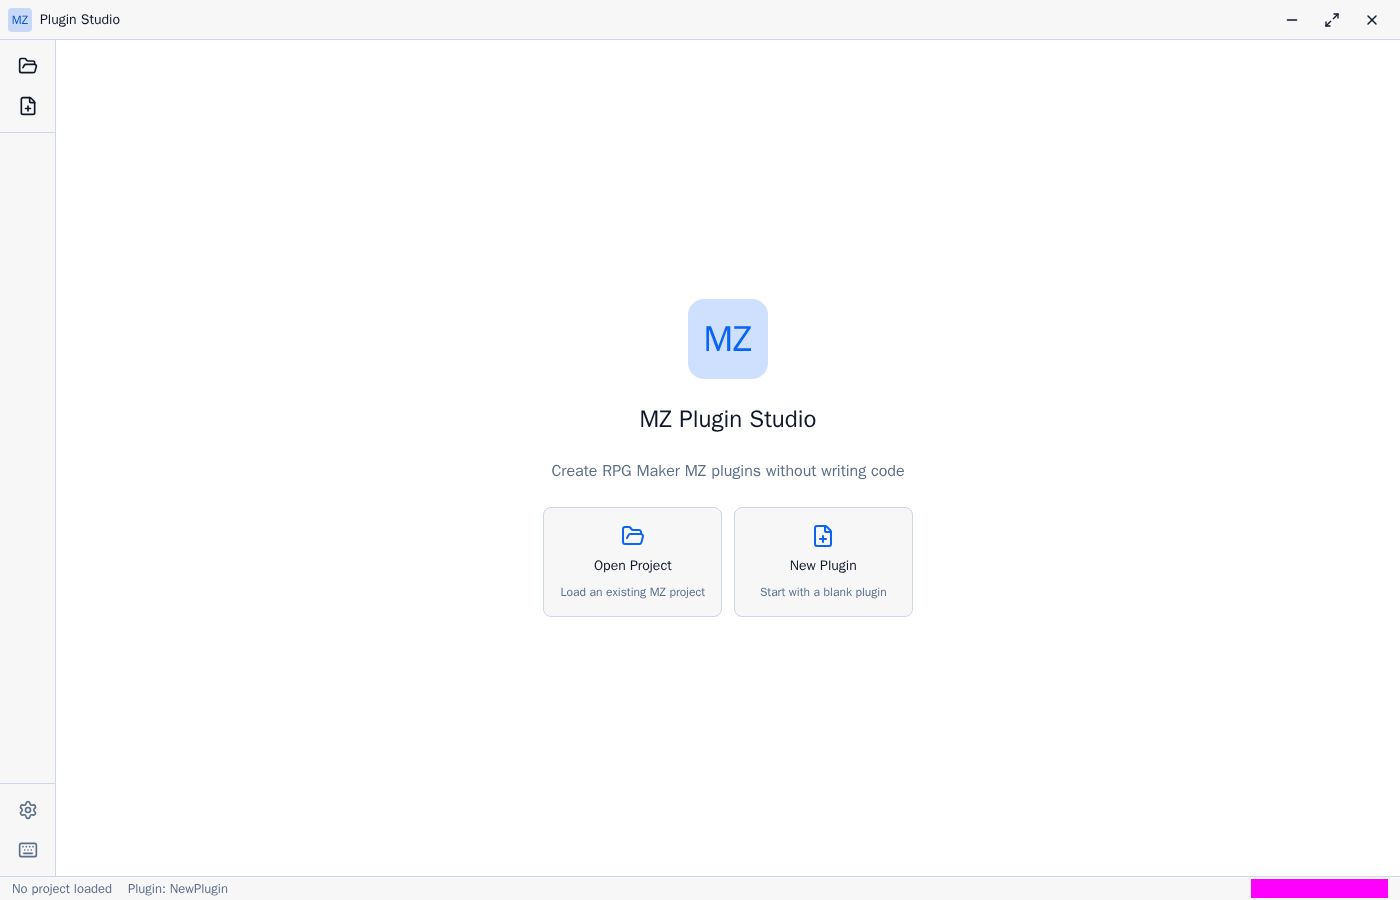 MZ Plugin Studio
MZ
MZ Plugin Studio
Create RPG Maker MZ plugins without writing code
Open Project
Load an existing MZ project
New Plugin
Start with a blank plugin
No project loaded Plugin: NewPlugin